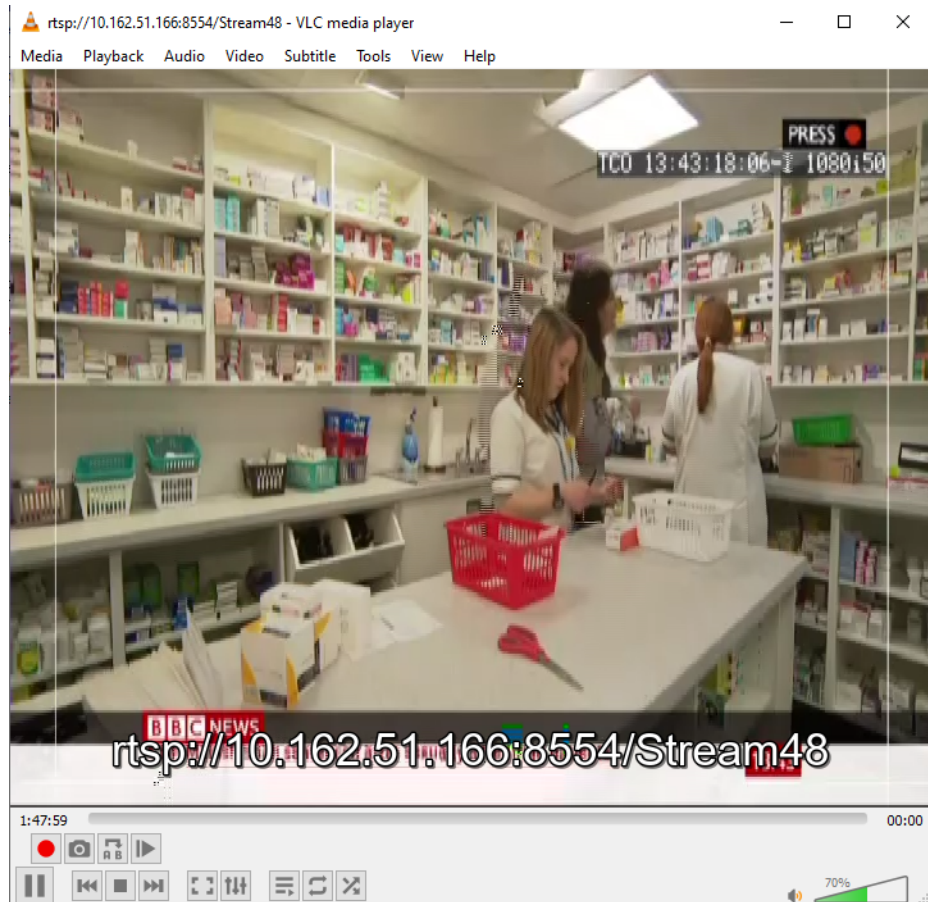 rtsp://10.162.51.166:8554/Stream48 - VLC media player
Media Playback Audio Video Subtitle Tools View Help
PRESS
TCO 13:43:18:06- 1080i50
BBC NEWS
rtsp://10.162.51.166:8554/Stream48
1:47:59 00:00
A B
70%